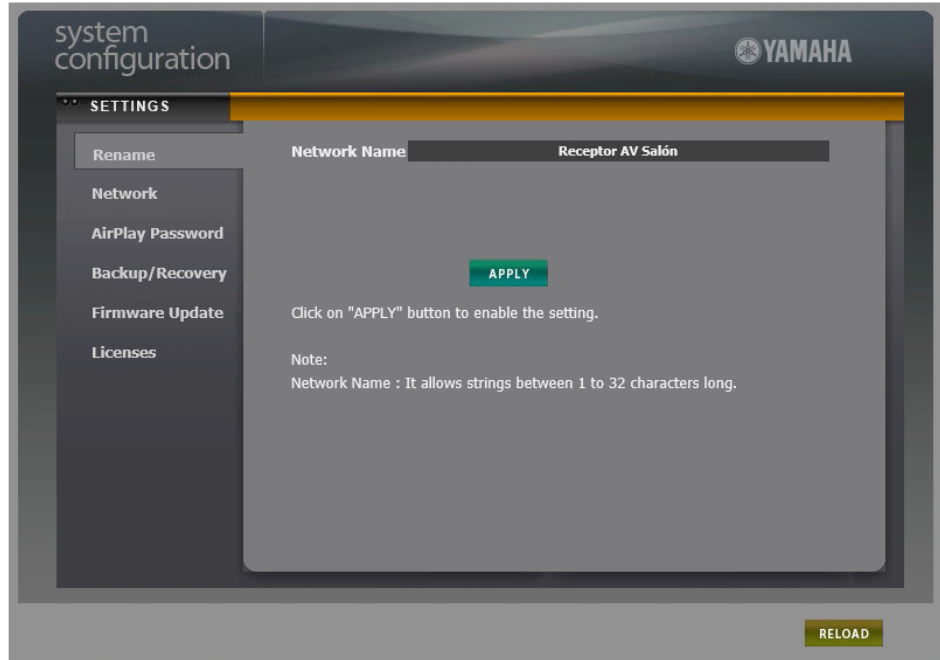 system
configuration
YAMAHA
SETTINGS
Rename
Network
AirPlay Password
Backup/Recovery
Firmware Update
Licenses
Network Name Receptor AV Salón
APPLY
Click on "APPLY" button to enable the setting.
Note:
Network Name : It allows strings between 1 to 32 characters long.
RELOAD